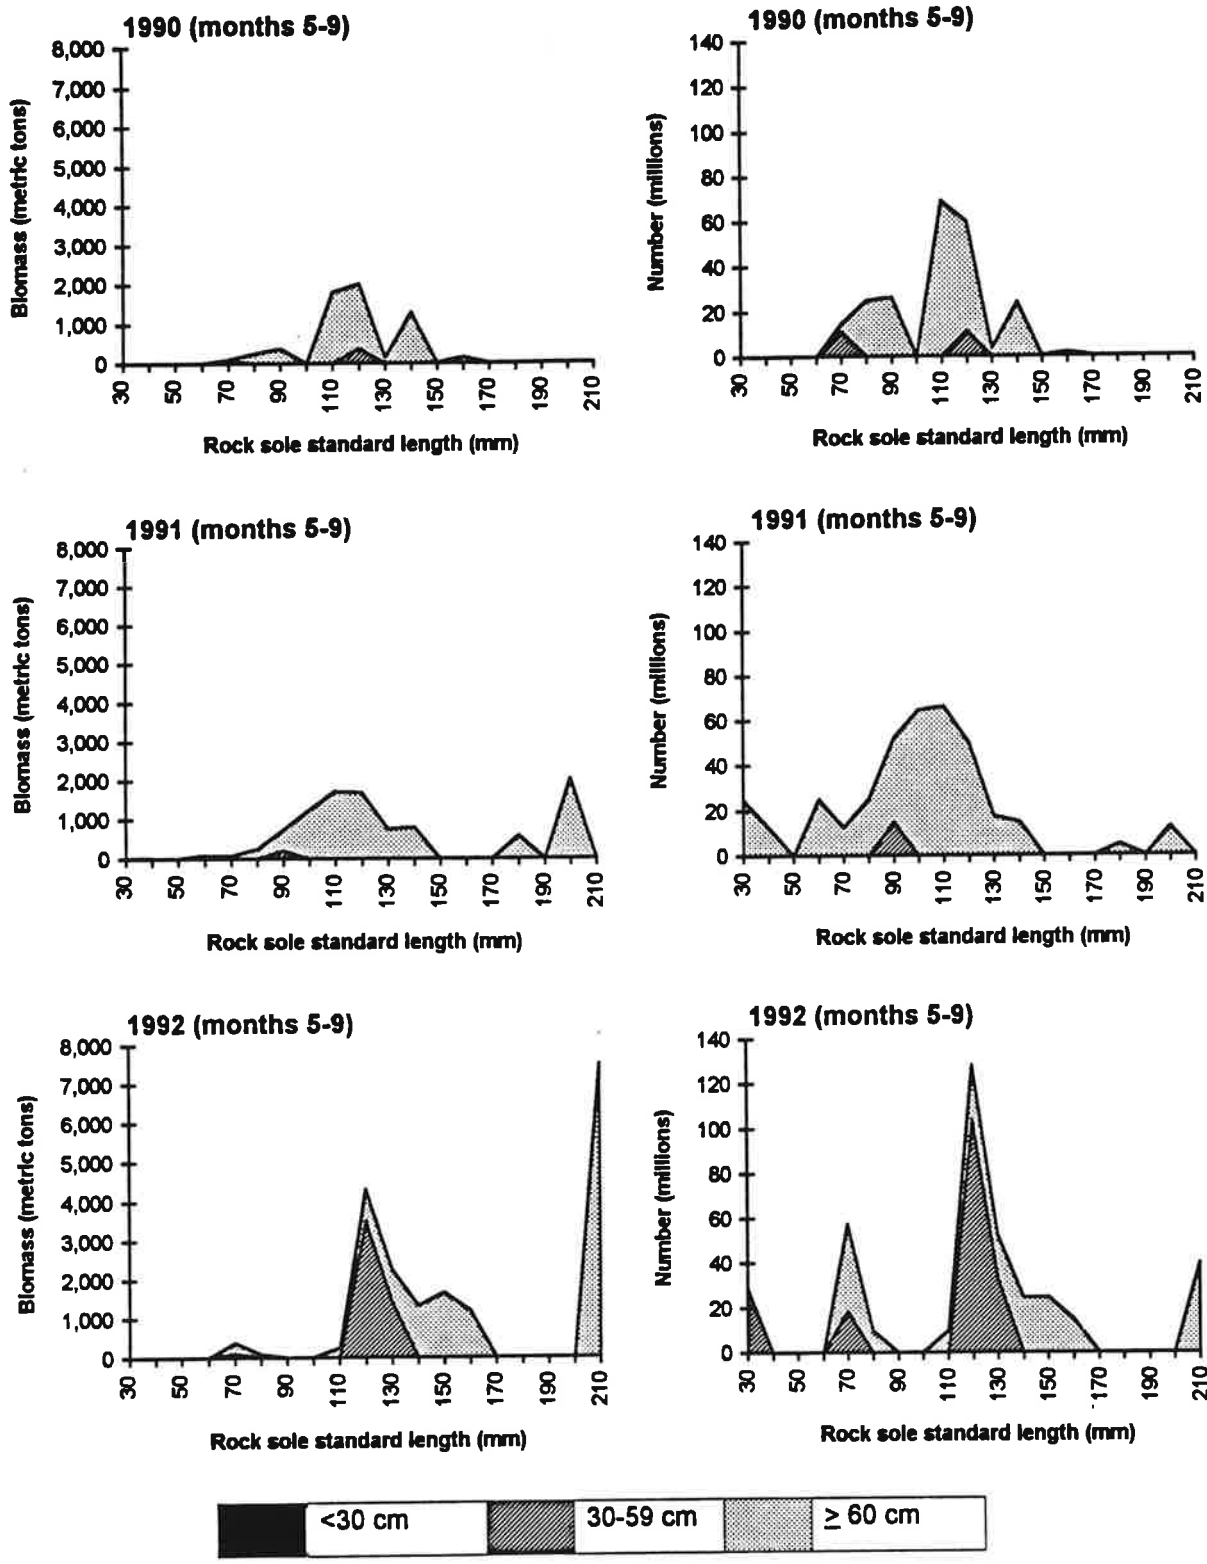 1990 (months 5-9)
8,000
7,000
6,000
5,000
4,000
3,000
2,000
1,000
0
Biomass (metric tons)
30 50 70 90 110 130 150 170 190 210
Rock sole standard length (mm)
1990 (months 5-9)
140
120
100
80
60
40
20
0
Number (millions)
30 50 70 90 110 130 150 170 190 210
Rock sole standard length (mm)
1991 (months 5-9)
8,000
7,000
6,000
5,000
4,000
3,000
2,000
1,000
0
Biomass (metric tons)
30 50 70 90 110 130 150 170 190 210
Rock sole standard length (mm)
1991 (months 5-9)
140
120
100
80
60
40
20
0
Number (millions)
30 50 70 90 110 130 150 170 190 210
Rock sole standard length (mm)
1992 (months 5-9)
8,000
7,000
6,000
5,000
4,000
3,000
2,000
1,000
0
Biomass (metric tons)
30 50 70 90 110 130 150 170 190 210
Rock sole standard length (mm)
1992 (months 5-9)
140
120
100
80
60
40
20
0
Number (millions)
30 50 70 90 110 130 150 170 190 210
Rock sole standard length (mm)
<30 cm 30-59 cm ≥ 60 cm